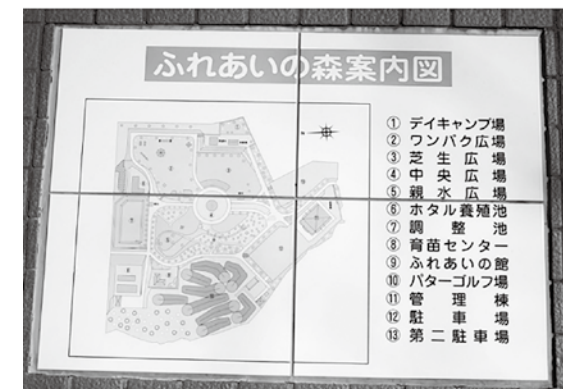 ふれあいの森案内図
① デイキャンプ場
② ワンパク広場
③ 芝生広場
④ 中央広場
⑤ 親水広場
⑥ ホタル養殖池
⑦ 調整池
⑧ 育苗センター
⑨ ふれあいの館
⑩ パターゴルフ場
⑪ 管理棟
⑫ 駐車場
⑬ 第二駐車場